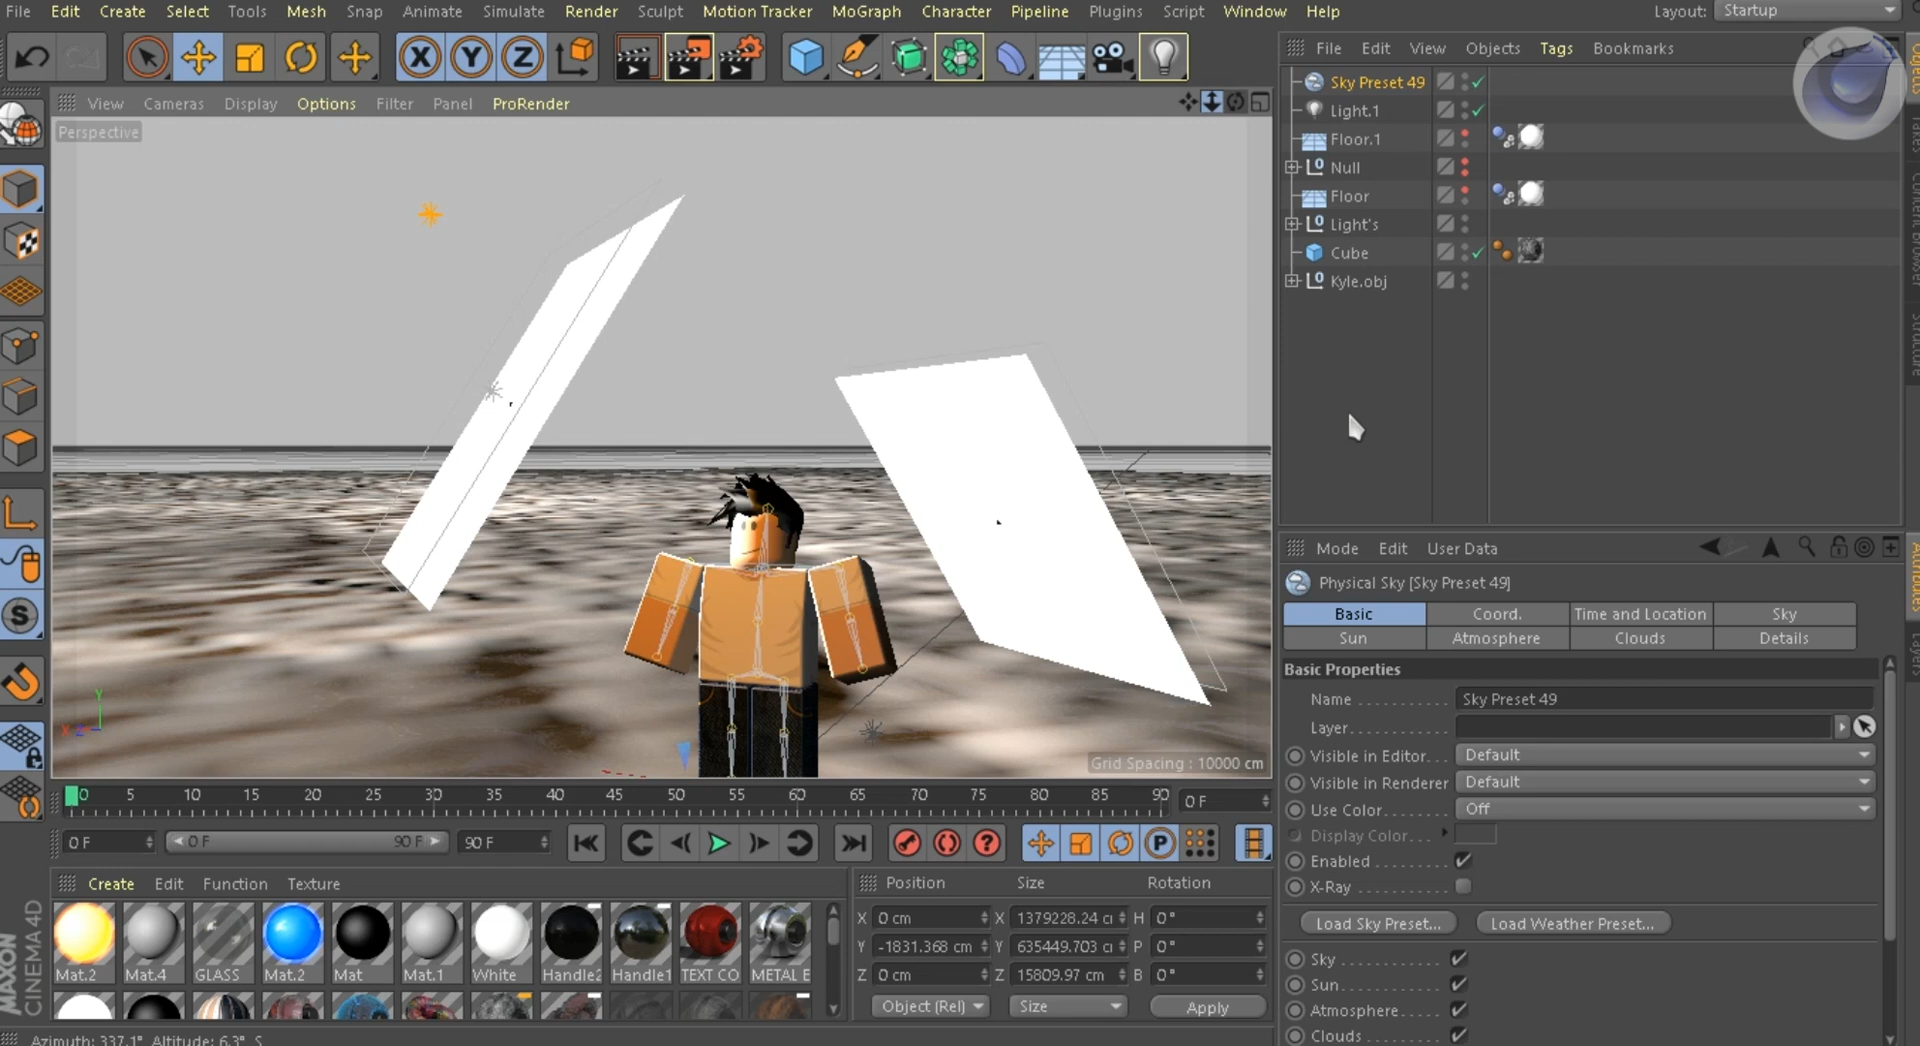 File Edit Create Select Tools Mesh Snap Animate Simulate Render Sculpt Motion Tracker MoGraph Character Pipeline Plugins Script Window Help Layout: Startup
File Edit View Objects Tags Bookmarks
View Cameras Display Options Filter Panel ProRender
Perspective
Sky Preset 49
Light.1
Floor.1
Null
Floor
Light's
Cube
Kyle.obj
Objects
Takes
Content Browser
Structure
X Y Z
S
Y
X Z
Grid Spacing : 10000 cm
Mode Edit User Data
Physical Sky [Sky Preset 49]
Basic Coord. Time and Location Sky
Sun Atmosphere Clouds Details
Basic Properties
Name Sky Preset 49
Layer
Visible in Editor Default
Visible in Renderer Default
Use Color Off
Display Color
Enabled
X-Ray
Load Sky Preset... Load Weather Preset...
Sky
Sun
Atmosphere
Clouds
Attributes
Layers
0 5 10 15 20 25 30 35 40 45 50 55 60 65 70 75 80 85 90 0 F
0 F 0 F 90 F 90 F
P
Create Edit Function Texture
Mat.2 Mat.4 GLASS Mat.2 Mat Mat.1 White Handle2 Handle1 TEXT CO METAL E
Position Size Rotation
X 0 cm X 1379228.24 H 0°
Y -1831.368 cm Y 635449.703 P 0°
Z 0 cm Z 15809.97 cm B 0°
Object (Rel) Size Apply
MAXON
CINEMA 4D
Azimuth: 337.1° Altitude: 6.3° S